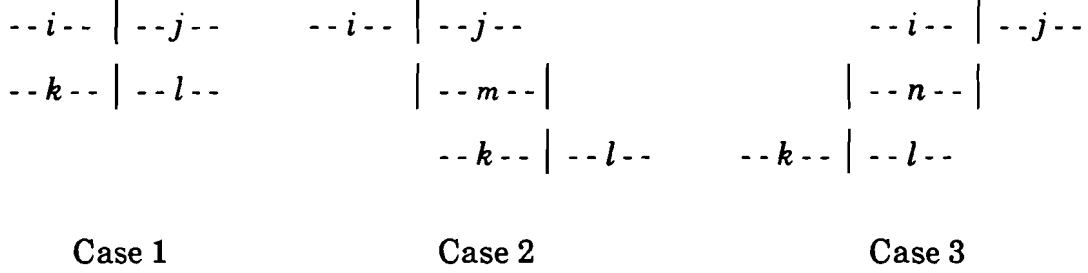 --i-- | --j--    --i-- | --j--    --i-- | --j--
--k-- | --l--    | --m-- |    | --n-- |
--k-- | --l--    --k-- | --l--
Case 1    Case 2    Case 3